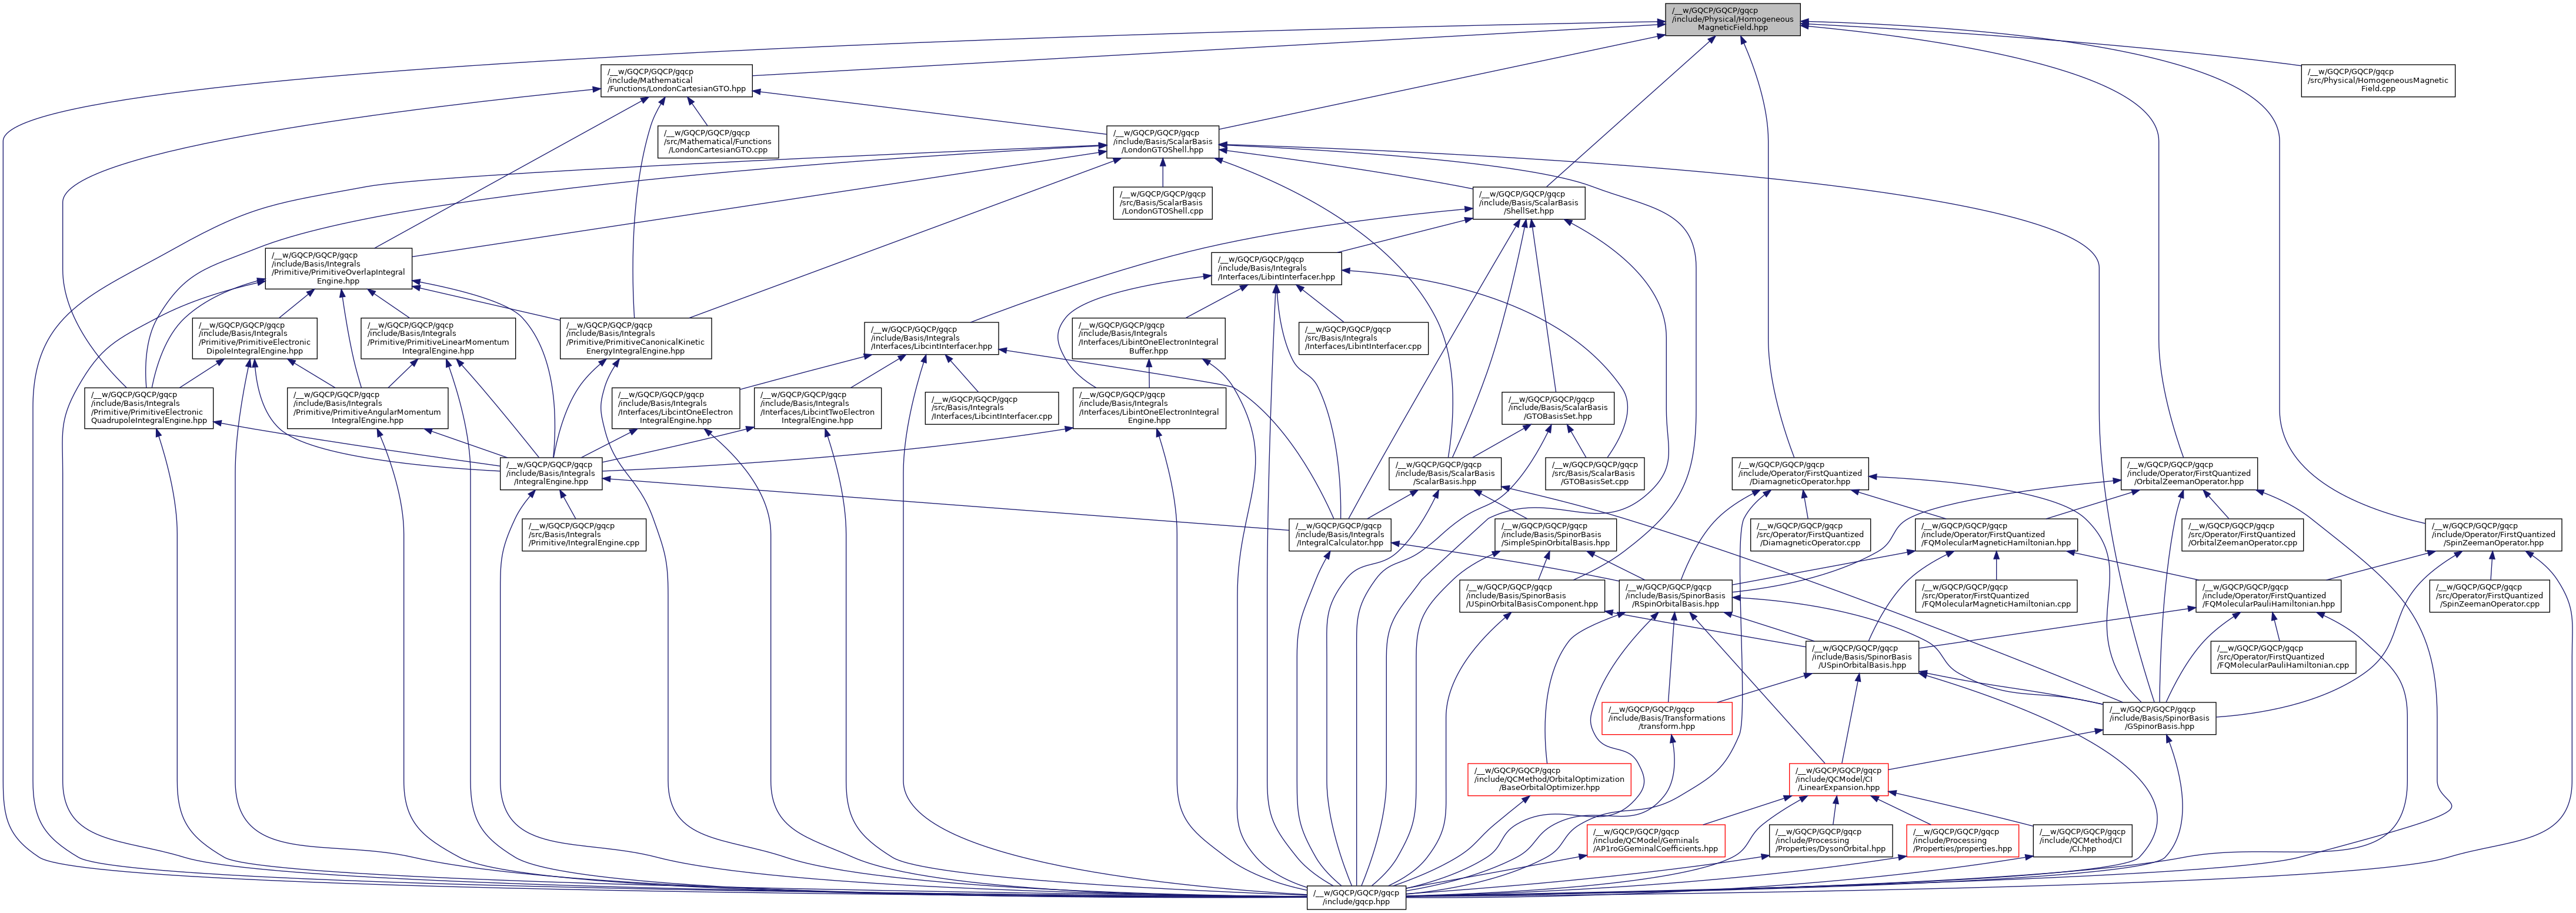 /__w/GQCP/GQCP/gqcp
/include/Physical/Homogeneous
MagneticField.hpp
/__w/GQCP/GQCP/gqcp
/include/Mathematical
/Functions/LondonCartesianGTO.hpp
/__w/GQCP/GQCP/gqcp
/src/Physical/HomogeneousMagnetic
Field.cpp
/__w/GQCP/GQCP/gqcp
/src/Mathematical/Functions
/LondonCartesianGTO.cpp
/__w/GQCP/GQCP/gqcp
/include/Basis/ScalarBasis
/LondonGTOShell.hpp
/__w/GQCP/GQCP/gqcp
/src/Basis/ScalarBasis
/LondonGTOShell.cpp
/__w/GQCP/GQCP/gqcp
/include/Basis/ScalarBasis
/ShellSet.hpp
/__w/GQCP/GQCP/gqcp
/include/Basis/Integrals
/Primitive/PrimitiveOverlapIntegral
Engine.hpp
/__w/GQCP/GQCP/gqcp
/include/Basis/Integrals
/Interfaces/LibintInterfacer.hpp
/__w/GQCP/GQCP/gqcp
/include/Basis/Integrals
/Primitive/PrimitiveElectronic
DipoleIntegralEngine.hpp
/__w/GQCP/GQCP/gqcp
/include/Basis/Integrals
/Primitive/PrimitiveLinearMomentum
IntegralEngine.hpp
/__w/GQCP/GQCP/gqcp
/include/Basis/Integrals
/Primitive/PrimitiveCanonicalKinetic
EnergyIntegralEngine.hpp
/__w/GQCP/GQCP/gqcp
/include/Basis/Integrals
/Interfaces/LibcintInterfacer.hpp
/__w/GQCP/GQCP/gqcp
/include/Basis/Integrals
/Interfaces/LibintOneElectronIntegral
Buffer.hpp
/__w/GQCP/GQCP/gqcp
/src/Basis/Integrals
/Interfaces/LibintInterfacer.cpp
/__w/GQCP/GQCP/gqcp
/include/Basis/Integrals
/Primitive/PrimitiveElectronic
QuadrupoleIntegralEngine.hpp
/__w/GQCP/GQCP/gqcp
/include/Basis/Integrals
/Primitive/PrimitiveAngularMomentum
IntegralEngine.hpp
/__w/GQCP/GQCP/gqcp
/include/Basis/Integrals
/Interfaces/LibcintOneElectron
IntegralEngine.hpp
/__w/GQCP/GQCP/gqcp
/include/Basis/Integrals
/Interfaces/LibcintTwoElectron
IntegralEngine.hpp
/__w/GQCP/GQCP/gqcp
/src/Basis/Integrals
/Interfaces/LibcintInterfacer.cpp
/__w/GQCP/GQCP/gqcp
/include/Basis/Integrals
/Interfaces/LibintOneElectronIntegral
Engine.hpp
/__w/GQCP/GQCP/gqcp
/include/Basis/ScalarBasis
/GTOBasisSet.hpp
/__w/GQCP/GQCP/gqcp
/include/Basis/Integrals
/IntegralEngine.hpp
/__w/GQCP/GQCP/gqcp
/include/Basis/ScalarBasis
/ScalarBasis.hpp
/__w/GQCP/GQCP/gqcp
/src/Basis/ScalarBasis
/GTOBasisSet.cpp
/__w/GQCP/GQCP/gqcp
/include/Operator/FirstQuantized
/DiamagneticOperator.hpp
/__w/GQCP/GQCP/gqcp
/include/Operator/FirstQuantized
/OrbitalZeemanOperator.hpp
/__w/GQCP/GQCP/gqcp
/src/Basis/Integrals
/Primitive/IntegralEngine.cpp
/__w/GQCP/GQCP/gqcp
/include/Basis/Integrals
/IntegralCalculator.hpp
/__w/GQCP/GQCP/gqcp
/include/Basis/SpinorBasis
/SimpleSpinOrbitalBasis.hpp
/__w/GQCP/GQCP/gqcp
/src/Operator/FirstQuantized
/DiamagneticOperator.cpp
/__w/GQCP/GQCP/gqcp
/include/Operator/FirstQuantized
/FQMolecularMagneticHamiltonian.hpp
/__w/GQCP/GQCP/gqcp
/src/Operator/FirstQuantized
/OrbitalZeemanOperator.cpp
/__w/GQCP/GQCP/gqcp
/include/Operator/FirstQuantized
/SpinZeemanOperator.hpp
/__w/GQCP/GQCP/gqcp
/include/Basis/SpinorBasis
/USpinOrbitalBasisComponent.hpp
/__w/GQCP/GQCP/gqcp
/include/Basis/SpinorBasis
/RSpinOrbitalBasis.hpp
/__w/GQCP/GQCP/gqcp
/src/Operator/FirstQuantized
/FQMolecularMagneticHamiltonian.cpp
/__w/GQCP/GQCP/gqcp
/include/Operator/FirstQuantized
/FQMolecularPauliHamiltonian.hpp
/__w/GQCP/GQCP/gqcp
/src/Operator/FirstQuantized
/SpinZeemanOperator.cpp
/__w/GQCP/GQCP/gqcp
/include/Basis/SpinorBasis
/USpinOrbitalBasis.hpp
/__w/GQCP/GQCP/gqcp
/src/Operator/FirstQuantized
/FQMolecularPauliHamiltonian.cpp
/__w/GQCP/GQCP/gqcp
/include/Basis/Transformations
/transform.hpp
/__w/GQCP/GQCP/gqcp
/include/Basis/SpinorBasis
/GSpinorBasis.hpp
/__w/GQCP/GQCP/gqcp
/include/QCMethod/OrbitalOptimization
/BaseOrbitalOptimizer.hpp
/__w/GQCP/GQCP/gqcp
/include/QCModel/CI
/LinearExpansion.hpp
/__w/GQCP/GQCP/gqcp
/include/QCModel/Geminals
/AP1roGGeminalCoefficients.hpp
/__w/GQCP/GQCP/gqcp
/include/Processing
/Properties/DysonOrbital.hpp
/__w/GQCP/GQCP/gqcp
/include/Processing
/Properties/properties.hpp
/__w/GQCP/GQCP/gqcp
/include/QCMethod/CI
/CI.hpp
/__w/GQCP/GQCP/gqcp
/include/gqcp.hpp